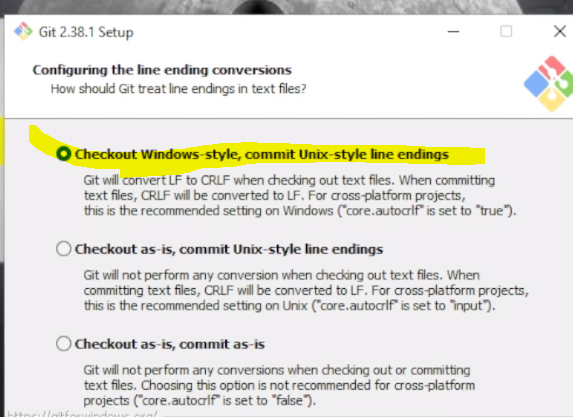 Git 2.38.1 Setup
Configuring the line ending conversions
How should Git treat line endings in text files?
Checkout Windows-style, commit Unix-style line endings
Git will convert LF to CRLF when checking out text files. When committing
text files, CRLF will be converted to LF. For cross-platform projects,
this is the recommended setting on Windows ("core.autocrlf" is set to "true").
Checkout as-is, commit Unix-style line endings
Git will not perform any conversion when checking out text files. When
committing text files, CRLF will be converted to LF. For cross-platform projects,
this is the recommended setting on Unix ("core.autocrlf" is set to "input").
Checkout as-is, commit as-is
Git will not perform any conversions when checking out or committing
text files. Choosing this option is not recommended for cross-platform
projects ("core.autocrlf" is set to "false").
https://gitforwindows.org/